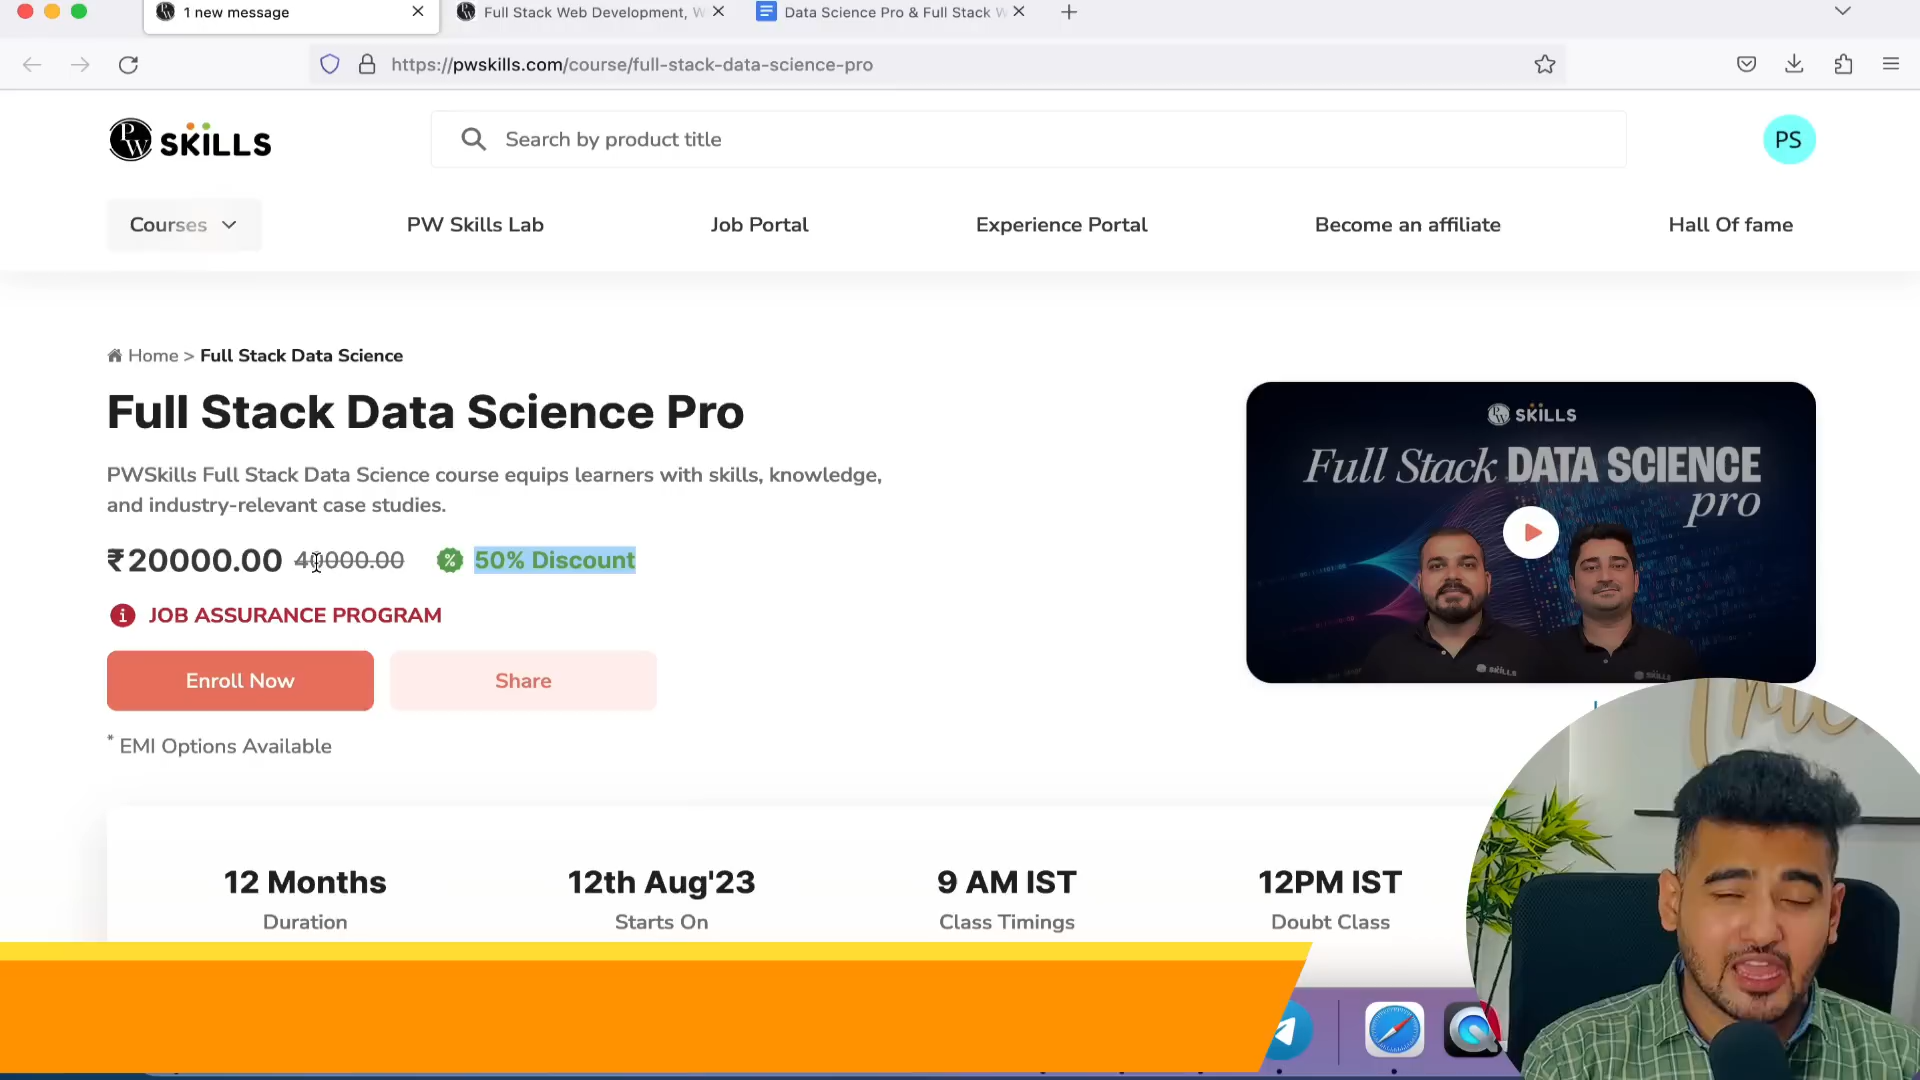 1 new message
Full Stack Web Development, W
Data Science Pro & Full Stack W
https://pwskills.com/course/full-stack-data-science-pro
PW SKILLS
Search by product title
PS
Courses
PW Skills Lab
Job Portal
Experience Portal
Become an affiliate
Hall Of fame
Home > Full Stack Data Science
Full Stack Data Science Pro
PWSkills Full Stack Data Science course equips learners with skills, knowledge,
and industry-relevant case studies.
₹20000.00 40000.00 % 50% Discount
JOB ASSURANCE PROGRAM
Enroll Now
Share
* EMI Options Available
PW SKILLS
Full Stack DATA SCIENCE
pro
SKILLS
SKILLS
12 Months
Duration
12th Aug'23
Starts On
9 AM IST
Class Timings
12PM IST
Doubt Class